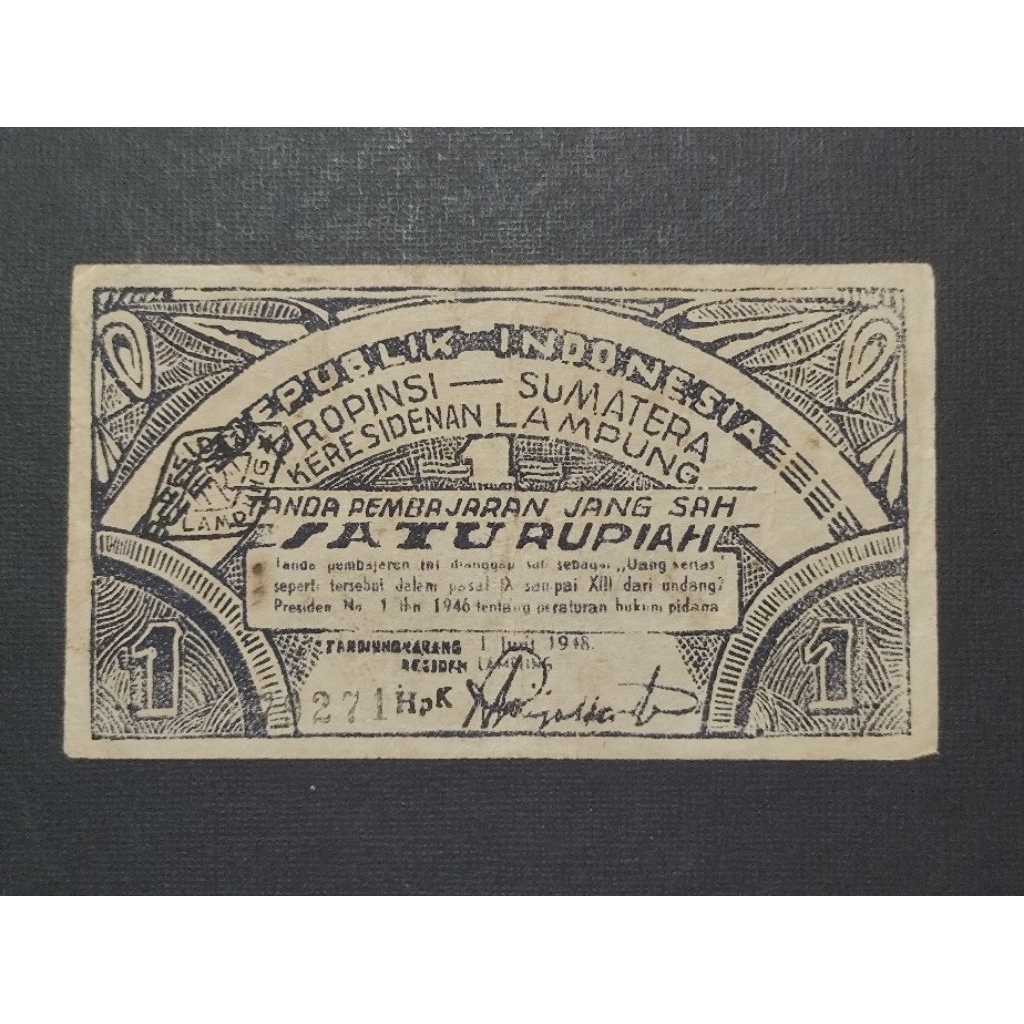 REPUBLIK INDONESIA
PROPINSI — SUMATERA
KERESIDENAN LAMPUNG
1
TANDA PEMBAJARAN JANG SAH
SATU RUPIAH
Tanda pembajaran ini dianggap sah sebagai „Uang kertas”
seperti tersebut dalam pasal IX sampai XIII dari undang²
Presiden No. 1 thn 1946 tentang peraturan hukum pidana
TANDJUNGKARANG 1 Juni 1948.
RESIDEN LAMPUNG
271 HpK
1
1
LAMPUNG